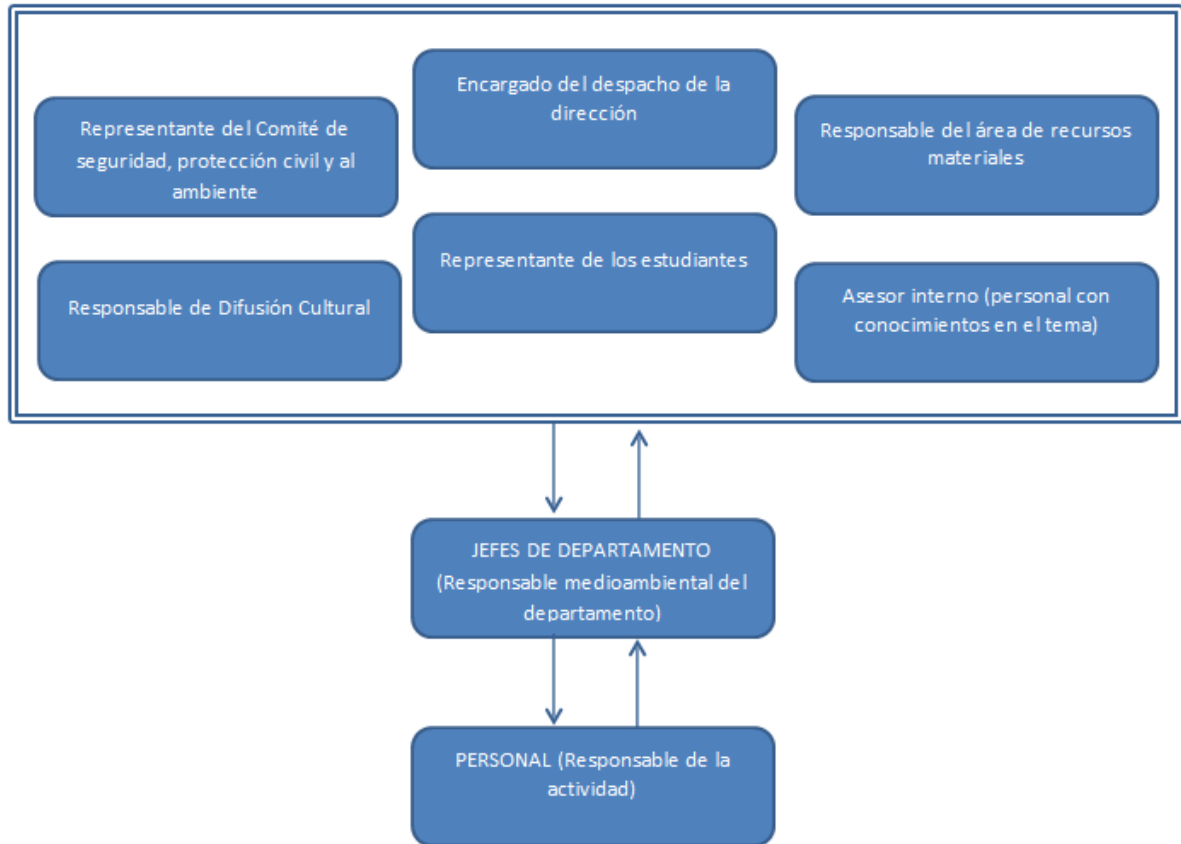 Encargado del despacho de la
dirección
Representante del Comité de
seguridad, protección civil y al
ambiente
Responsable del área de recursos
materiales
Representante de los estudiantes
Responsable de Difusión Cultural
Asesor interno (personal con
conocimientos en el tema)
JEFES DE DEPARTAMENTO
(Responsable medioambiental del
departamento)
PERSONAL (Responsable de la
actividad)